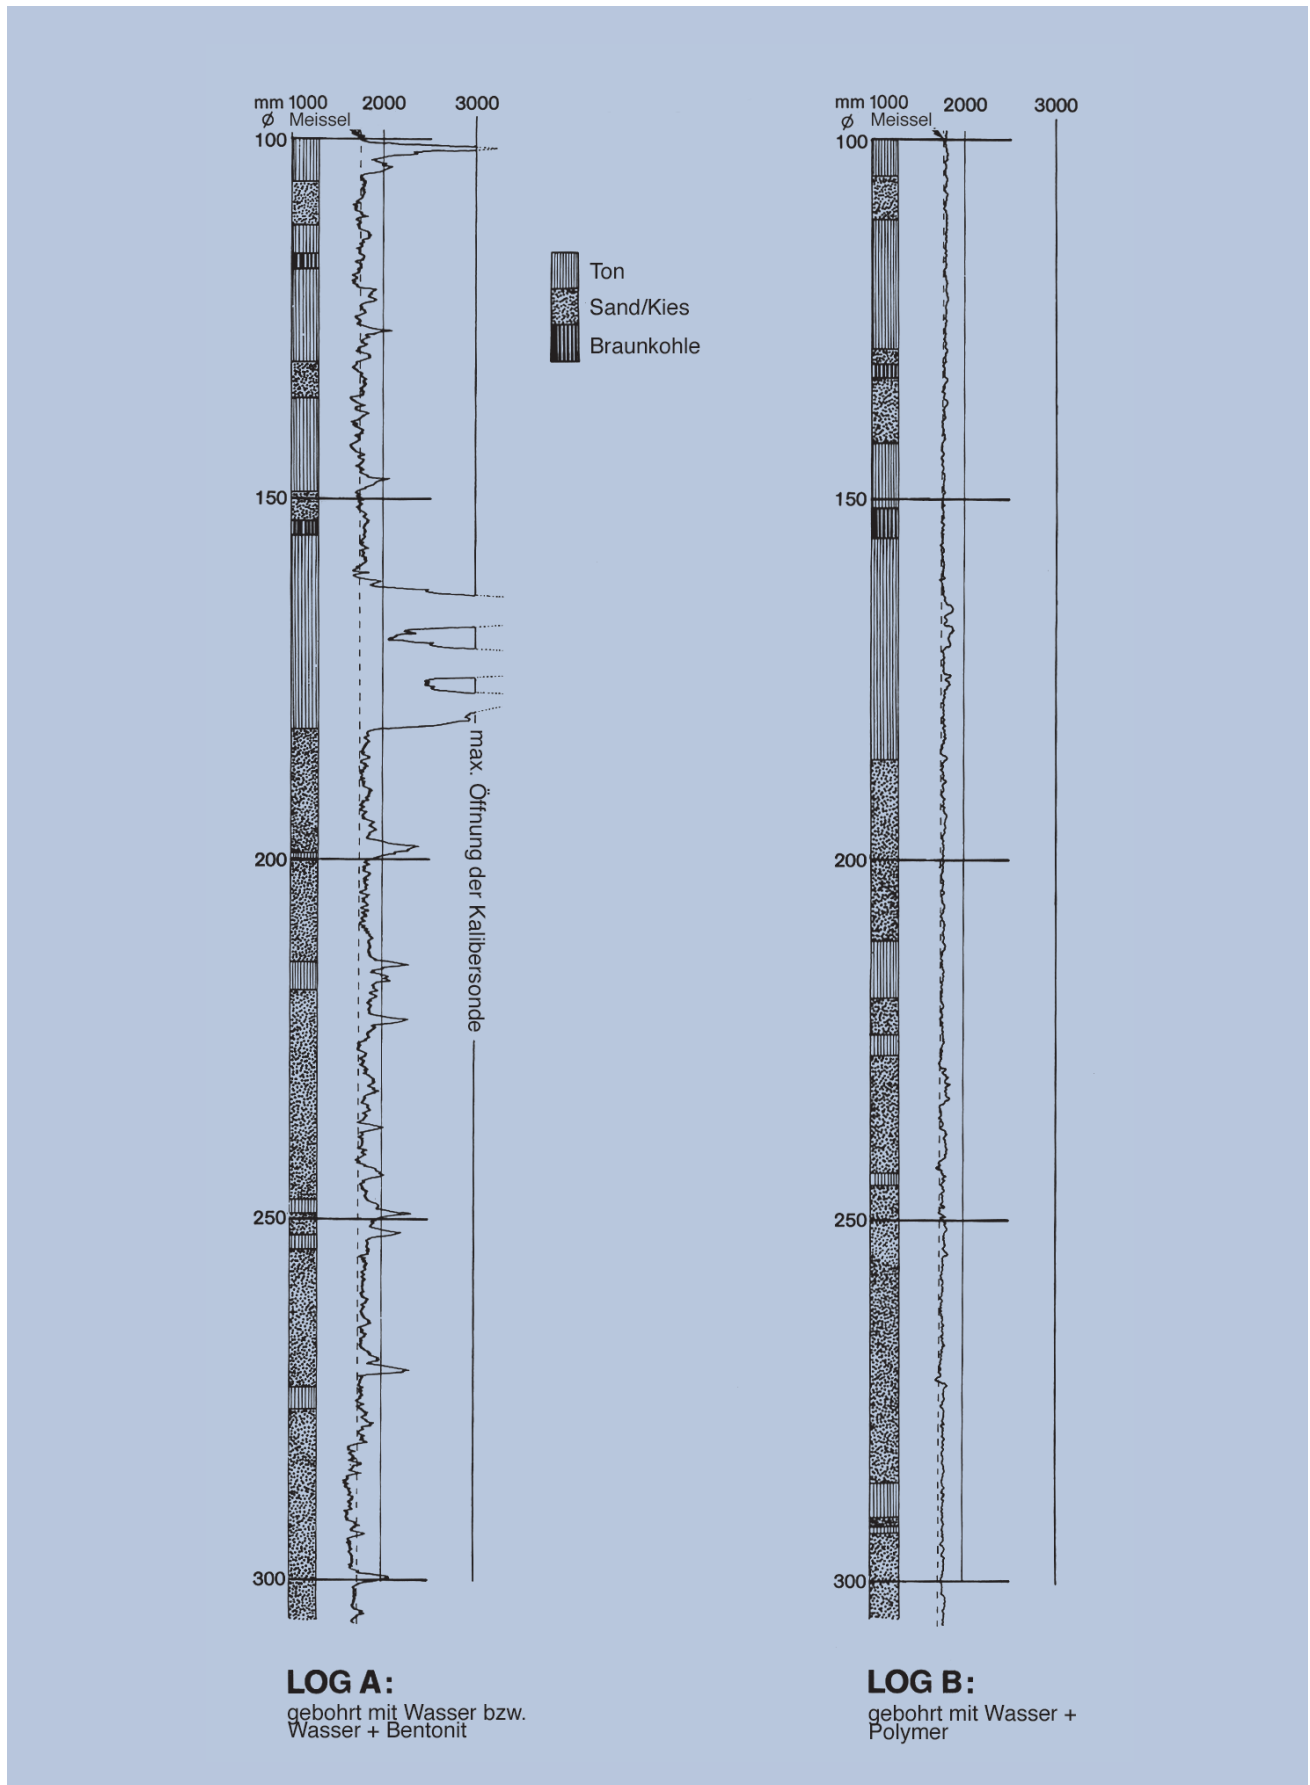 mm 1000 2000 3000
ø Meissel
100
150
200
250
300
max. Öffnung der Kalibersonde
Ton
Sand/Kies
Braunkohle
mm 1000 2000 3000
ø Meissel
100
150
200
250
300
LOG A:
gebohrt mit Wasser bzw.
Wasser + Bentonit
LOG B:
gebohrt mit Wasser +
Polymer